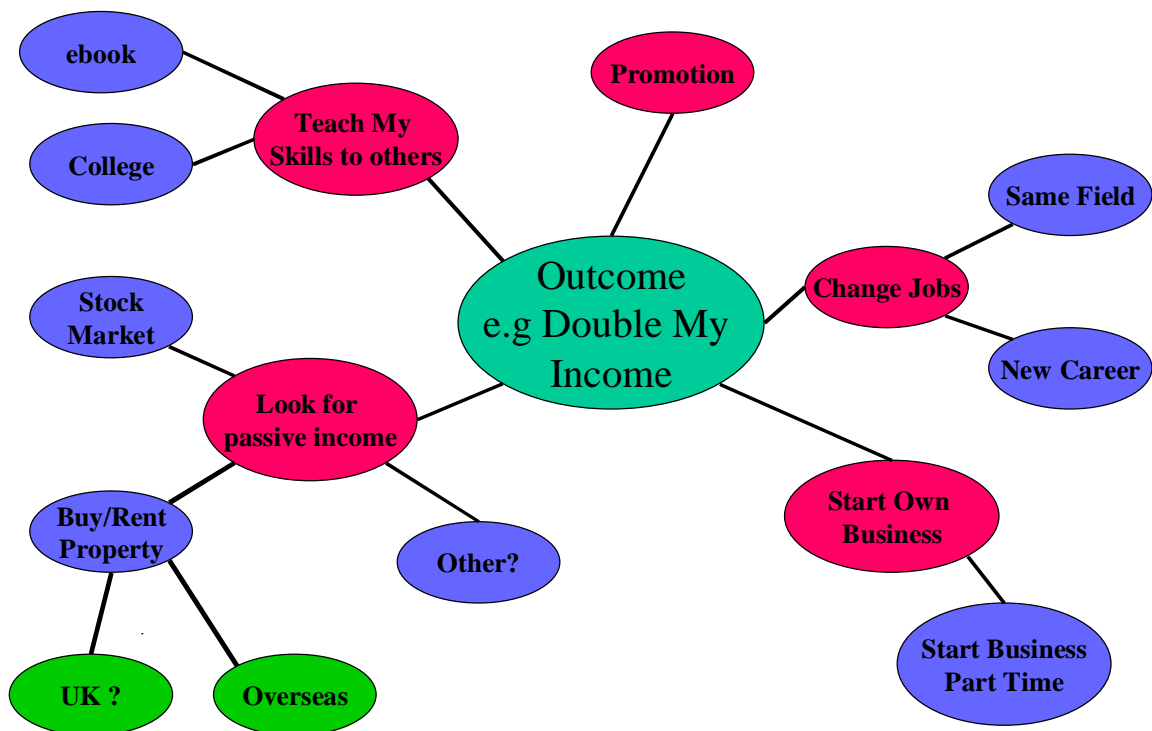 ebook
Promotion
Teach My
Skills to others
College
Same Field
Outcome
e.g Double My
Income
Change Jobs
Stock
Market
New Career
Look for
passive income
Start Own
Business
Buy/Rent
Property
Other?
Start Business
Part Time
UK ?
Overseas